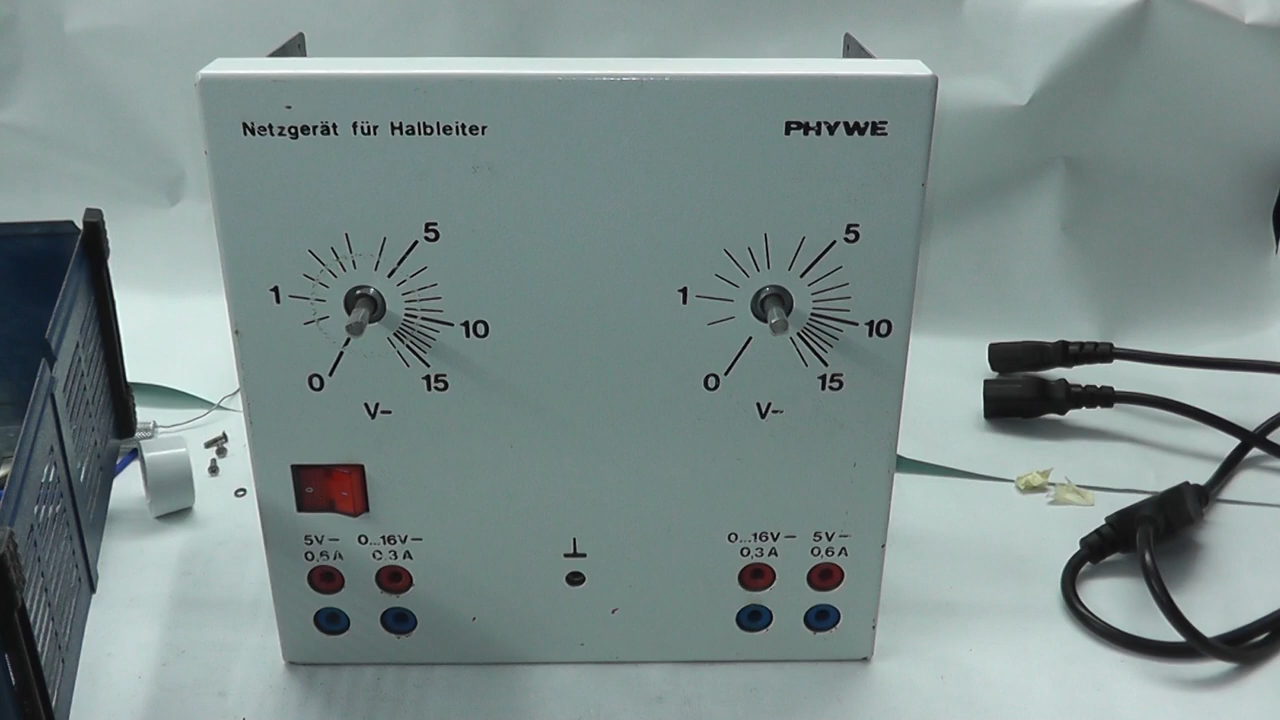 Netzgerät für Halbleiter
PHYWE
5
1
10
0
15
V–
5
1
10
0
15
V–
5V– 0...16V–
0,6A 0,3A
0...16V– 5V–
0,3A 0,6A